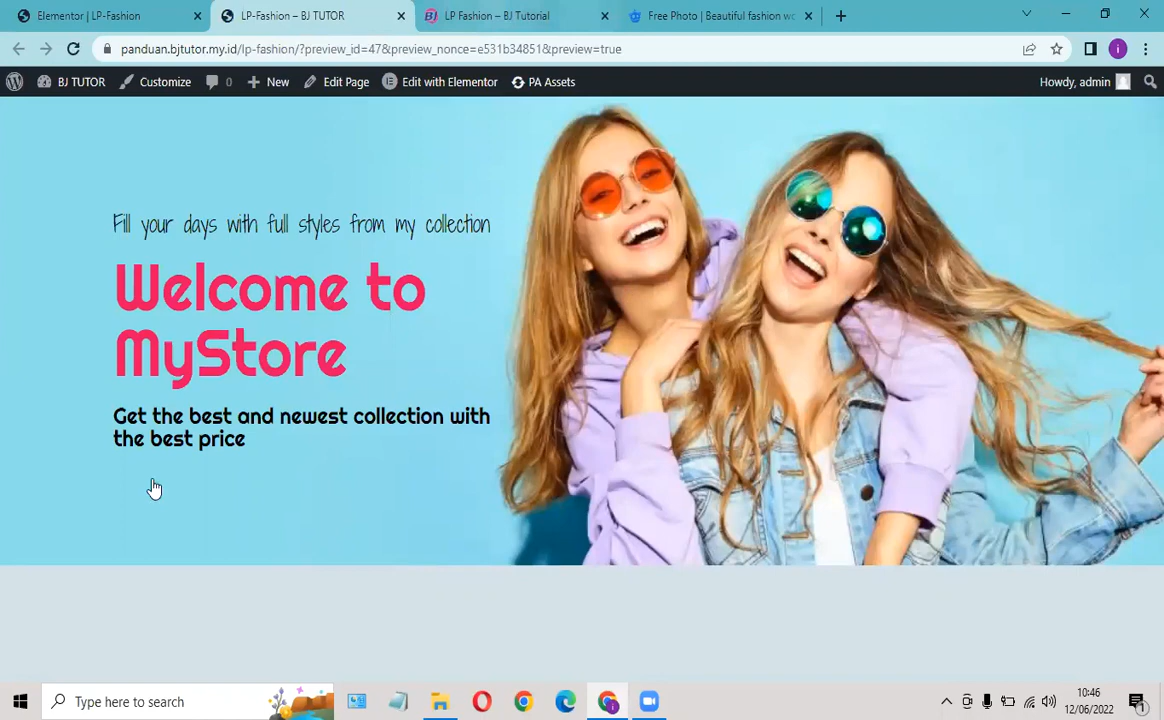 Elementor | LP-Fashion
LP-Fashion – BJ TUTOR
LP Fashion – BJ Tutorial
Free Photo | Beautiful fashion wo
panduan.bjtutor.my.id/lp-fashion/?preview_id=47&preview_nonce=e531b34851&preview=true
i
BJ TUTOR
Customize
0
New
Edit Page
Edit with Elementor
PA Assets
Howdy, admin
Fill your days with full styles from my collection
Welcome to
MyStore
Get the best and newest collection with
the best price
Type here to search
10:46
12/06/2022
1